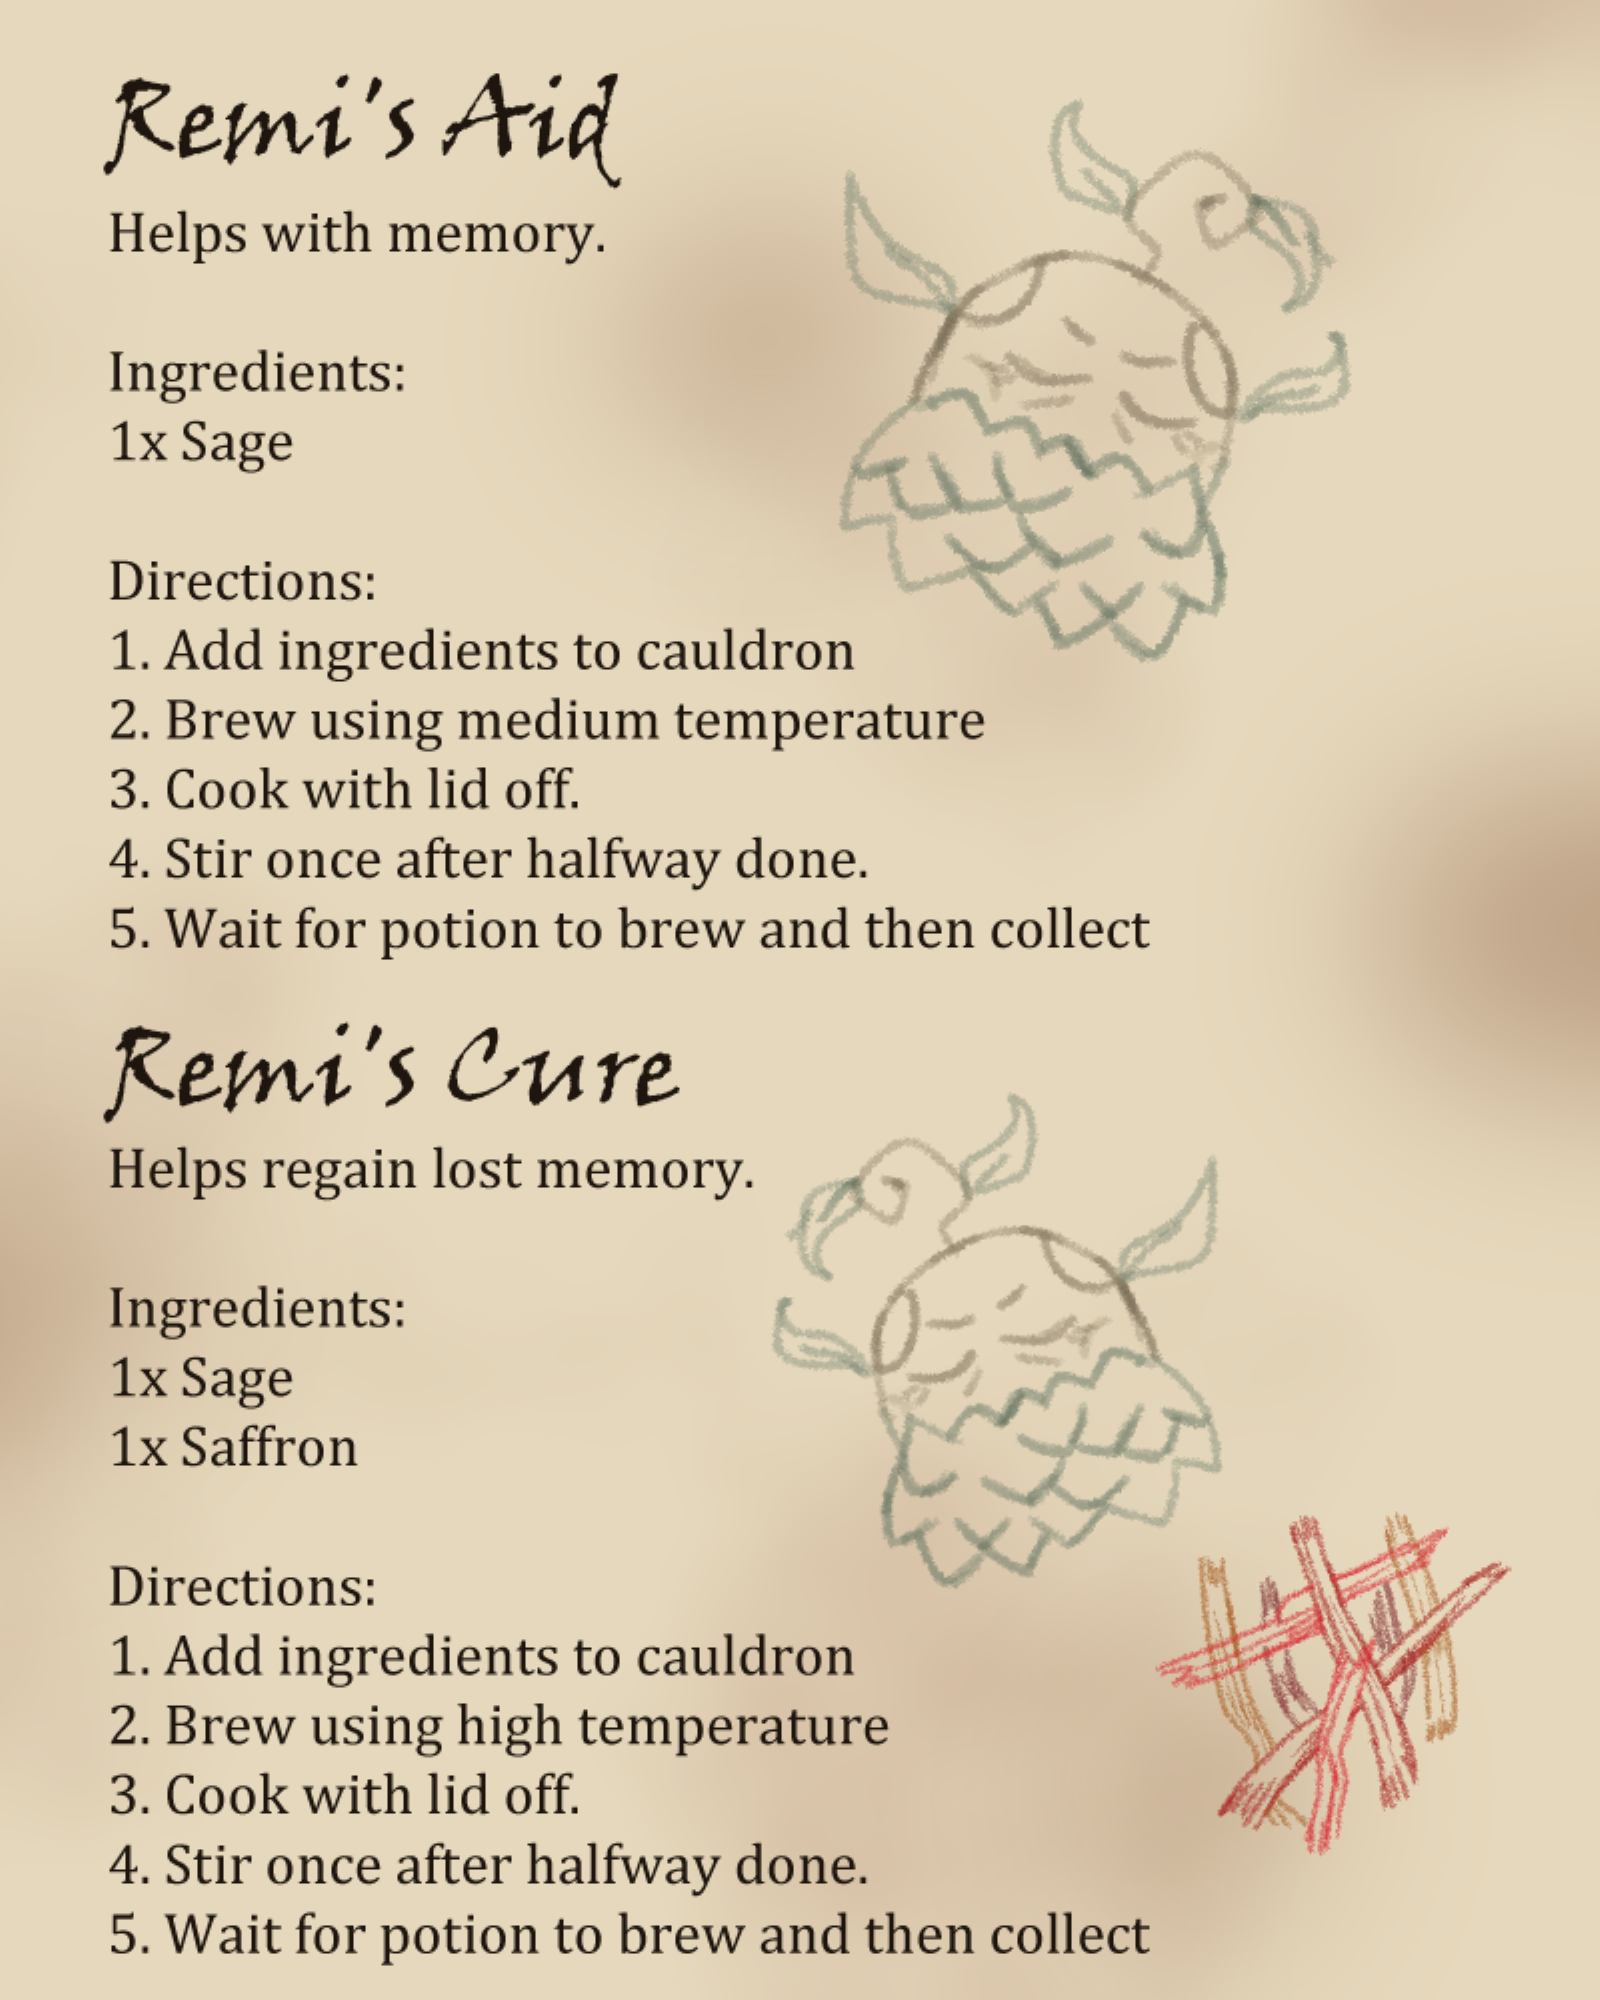 Remi's Aid
Helps with memory.
Ingredients:
1x Sage
Directions:
1. Add ingredients to cauldron
2. Brew using medium temperature
3. Cook with lid off.
4. Stir once after halfway done.
5. Wait for potion to brew and then collect
Remi's Cure
Helps regain lost memory.
Ingredients:
1x Sage
1x Saffron
Directions:
1. Add ingredients to cauldron
2. Brew using high temperature
3. Cook with lid off.
4. Stir once after halfway done.
5. Wait for potion to brew and then collect